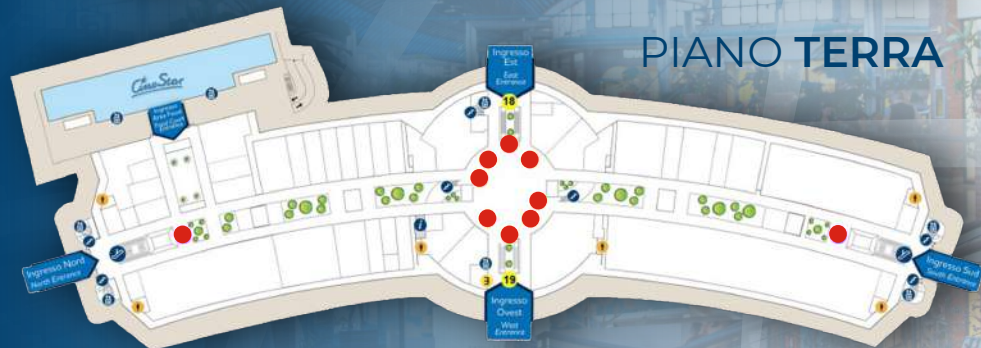 PIANO TERRA
CineStar
Ingresso
Area Food
Food Court
Entrance
Ingresso
Est
East
Entrance
18
i
Ingresso Nord
North Entrance
Ingresso Sud
South Entrance
3
19
Ingresso
Ovest
West
Entrance